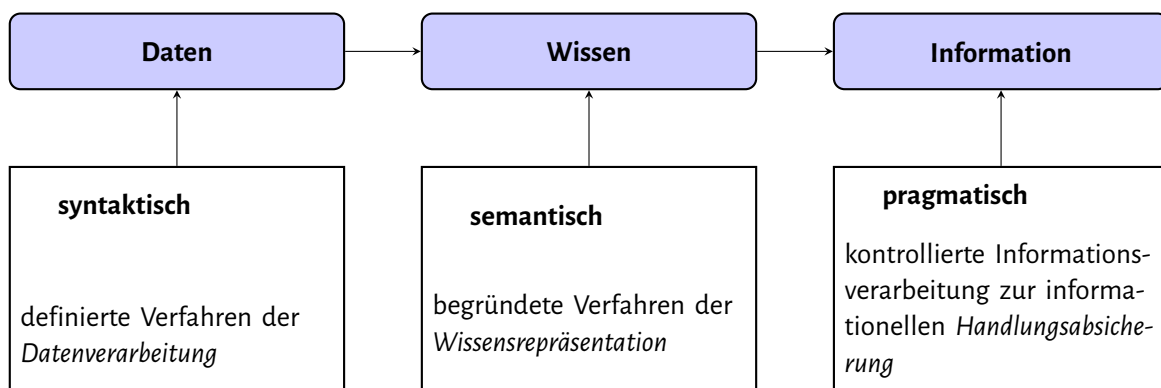 Daten
Wissen
Information
syntaktisch
definierte Verfahren der
Datenverarbeitung
semantisch
begründete Verfahren der
Wissensrepräsentation
pragmatisch
kontrollierte Informations-
verarbeitung zur informa-
tionellen Handlungsabsiche-
rung